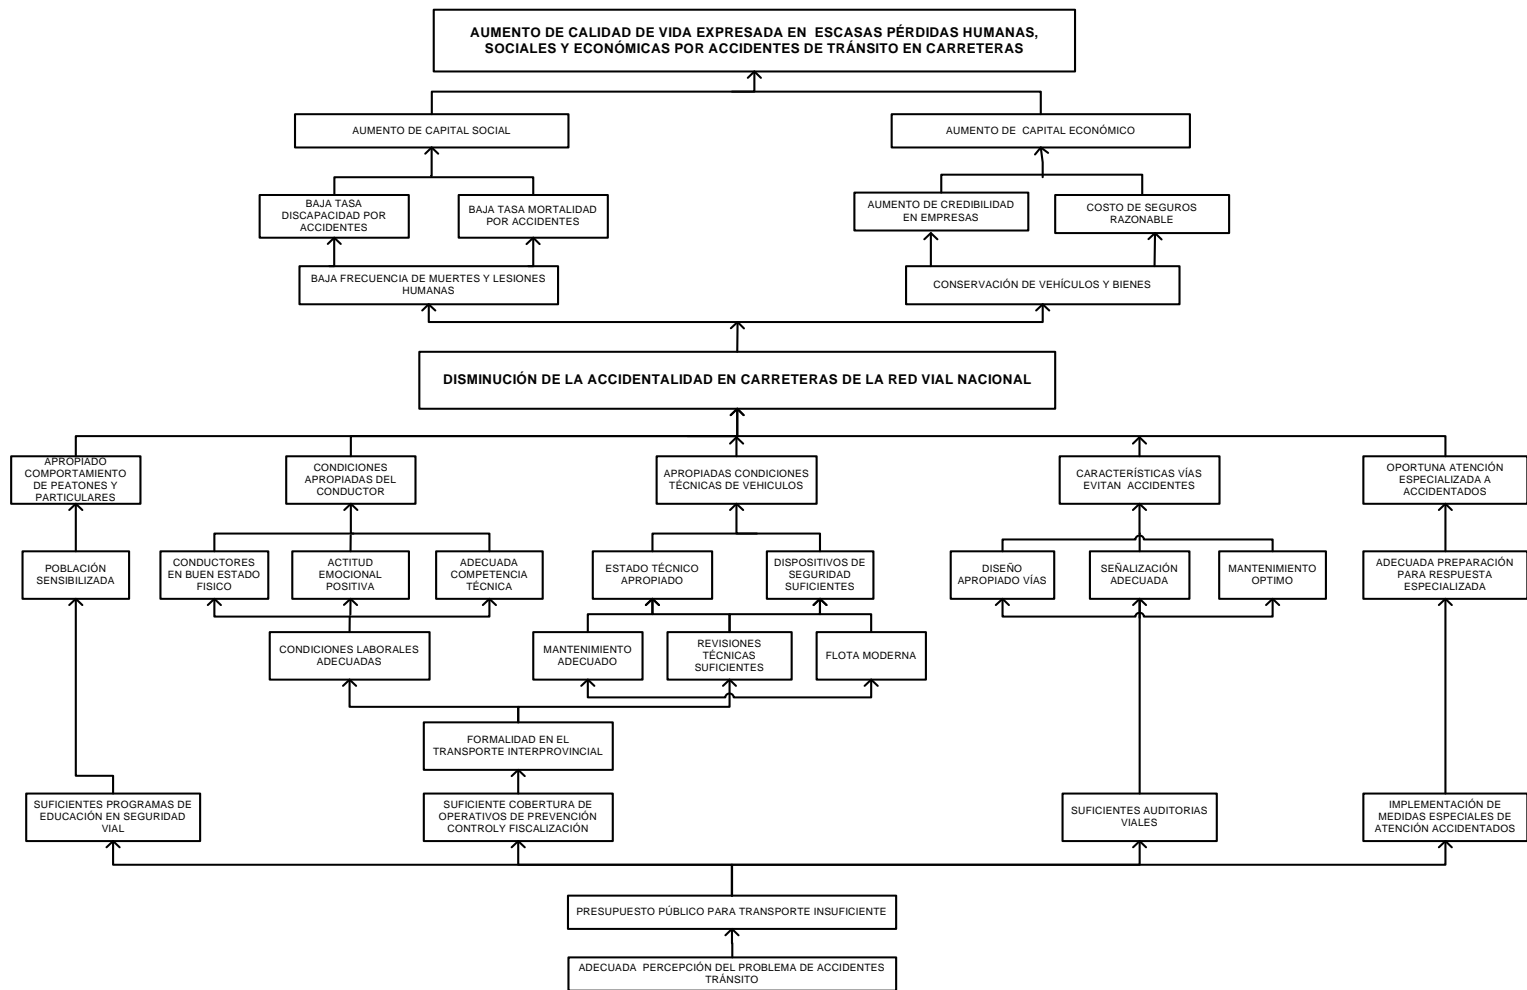 AUMENTO DE CALIDAD DE VIDA EXPRESADA EN ESCASAS PÉRDIDAS HUMANAS,
SOCIALES Y ECONÓMICAS POR ACCIDENTES DE TRÁNSITO EN CARRETERAS
AUMENTO DE CAPITAL SOCIAL
AUMENTO DE CAPITAL ECONÓMICO
BAJA TASA
DISCAPACIDAD POR
ACCIDENTES
BAJA TASA MORTALIDAD
POR ACCIDENTES
AUMENTO DE CREDIBILIDAD
EN EMPRESAS
COSTO DE SEGUROS
RAZONABLE
BAJA FRECUENCIA DE MUERTES Y LESIONES
HUMANAS
CONSERVACIÓN DE VEHÍCULOS Y BIENES
DISMINUCIÓN DE LA ACCIDENTALIDAD EN CARRETERAS DE LA RED VIAL NACIONAL
APROPIADO
COMPORTAMIENTO
DE PEATONES Y
PARTICULARES
CONDICIONES
APROPIADAS DEL
CONDUCTOR
APROPIADAS CONDICIONES
TÉCNICAS DE VEHICULOS
CARACTERÍSTICAS VÍAS
EVITAN ACCIDENTES
OPORTUNA ATENCIÓN
ESPECIALIZADA A
ACCIDENTADOS
POBLACIÓN
SENSIBILIZADA
CONDUCTORES
EN BUEN ESTADO
FISICO
ACTITUD
EMOCIONAL
POSITIVA
ADECUADA
COMPETENCIA
TÉCNICA
ESTADO TÉCNICO
APROPIADO
DISPOSITIVOS DE
SEGURIDAD
SUFICIENTES
DISEÑO
APROPIADO VÍAS
SEÑALIZACIÓN
ADECUADA
MANTENIMIENTO
OPTIMO
ADECUADA PREPARACIÓN
PARA RESPUESTA
ESPECIALIZADA
CONDICIONES LABORALES
ADECUADAS
MANTENIMIENTO
ADECUADO
REVISIONES
TÉCNICAS
SUFICIENTES
FLOTA MODERNA
FORMALIDAD EN EL
TRANSPORTE INTERPROVINCIAL
SUFICIENTES PROGRAMAS DE
EDUCACIÓN EN SEGURIDAD
VIAL
SUFICIENTE COBERTURA DE
OPERATIVOS DE PREVENCIÓN
CONTROLY FISCALIZACIÓN
SUFICIENTES AUDITORIAS
VIALES
IMPLEMENTACIÓN DE
MEDIDAS ESPECIALES DE
ATENCIÓN ACCIDENTADOS
PRESUPUESTO PÚBLICO PARA TRANSPORTE INSUFICIENTE
ADECUADA PERCEPCIÓN DEL PROBLEMA DE ACCIDENTES
TRÁNSITO